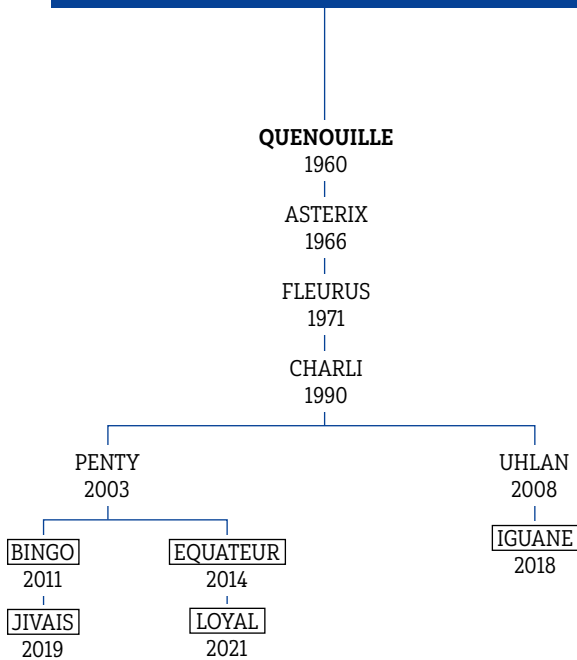 QUENOUILLE
1960
ASTERIX
1966
FLEURUS
1971
CHARLI
1990
PENTY
2003
UHLAN
2008
BINGO
2011
EQUATEUR
2014
IGUANE
2018
JIVAIS
2019
LOYAL
2021